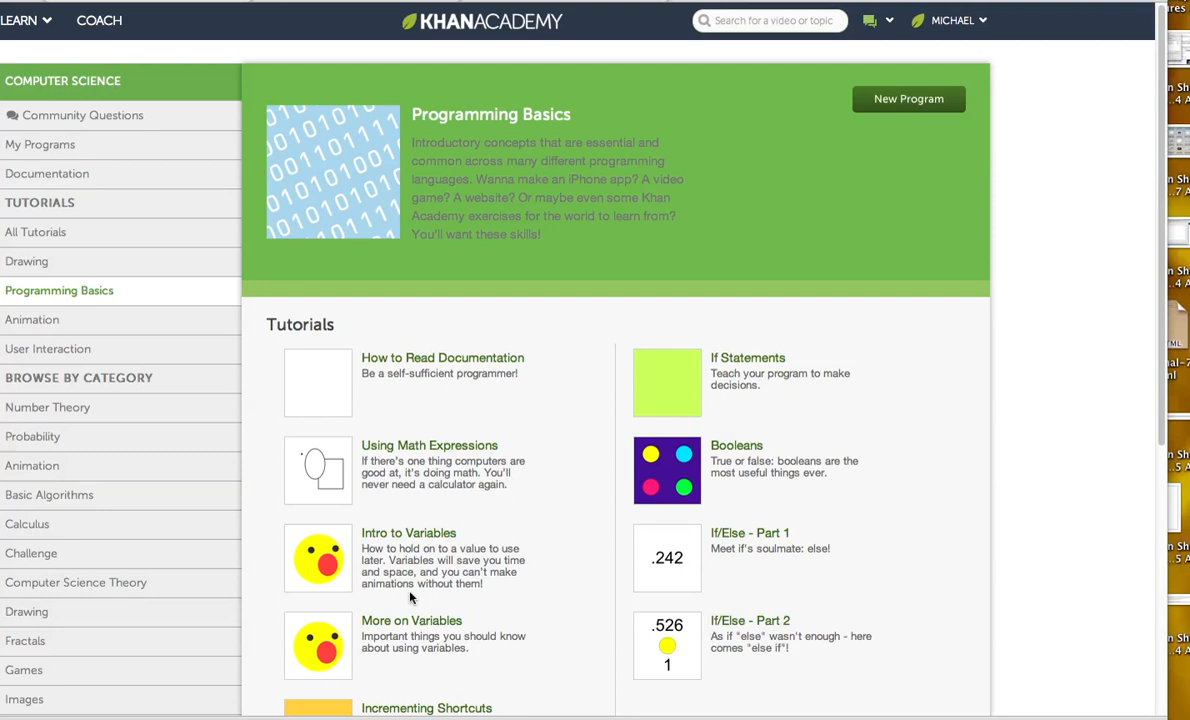 LEARN
COACH
KHANACADEMY
Search for a video or topic
MICHAEL
COMPUTER SCIENCE
Community Questions
My Programs
Documentation
TUTORIALS
All Tutorials
Drawing
Programming Basics
Animation
User Interaction
BROWSE BY CATEGORY
Number Theory
Probability
Animation
Basic Algorithms
Calculus
Challenge
Computer Science Theory
Drawing
Fractals
Games
Images
Programming Basics
Introductory concepts that are essential and
common across many different programming
languages. Wanna make an iPhone app? A video
game? A website? Or maybe even some Khan
Academy exercises for the world to learn from?
You'll want these skills!
New Program
Tutorials
How to Read Documentation
Be a self-sufficient programmer!
Using Math Expressions
If there's one thing computers are
good at, it's doing math. You'll
never need a calculator again.
Intro to Variables
How to hold on to a value to use
later. Variables will save you time
and space, and you can't make
animations without them!
More on Variables
Important things you should know
about using variables.
Incrementing Shortcuts
If Statements
Teach your program to make
decisions.
Booleans
True or false: booleans are the
most useful things ever.
.242
If/Else - Part 1
Meet if's soulmate: else!
.526
1
If/Else - Part 2
As if "else" wasn't enough - here
comes "else if"!